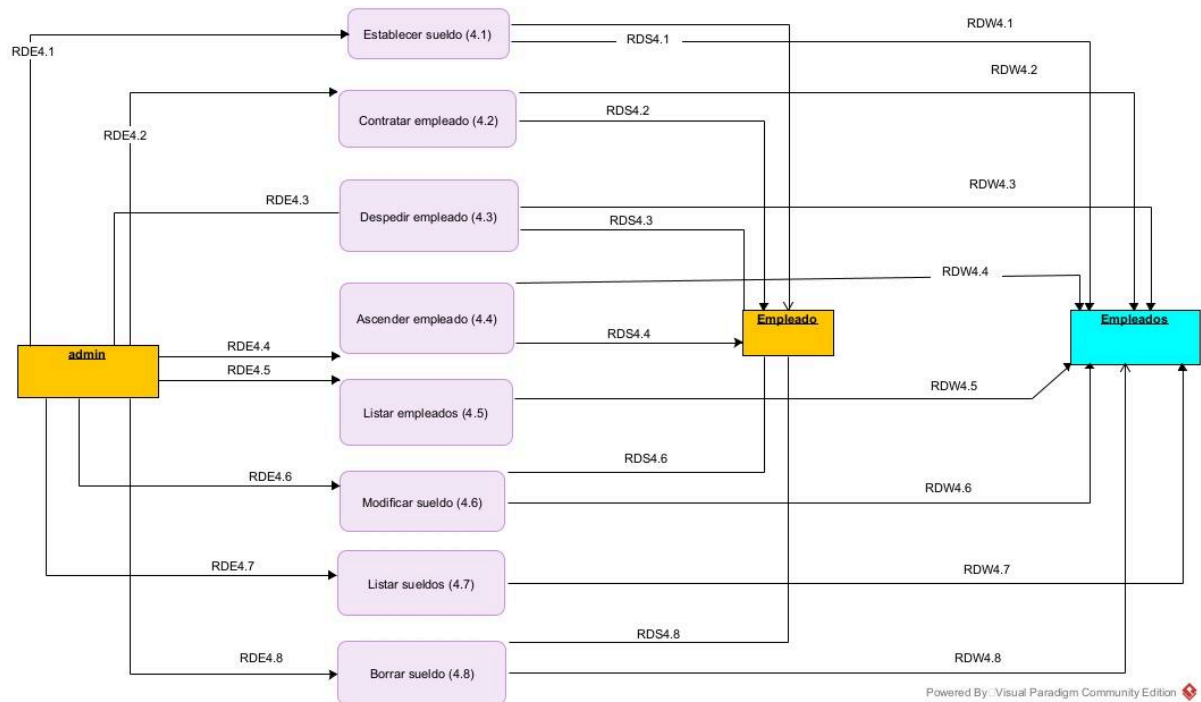 RDW4.1
Establecer sueldo (4.1)
RDS4.1
RDE4.1
RDW4.2
RDS4.2
Contratar empleado (4.2)
RDE4.2
RDW4.3
RDE4.3
Despedir empleado (4.3)
RDS4.3
RDW4.4
Ascender empleado (4.4)
Empleado
Empleados
RDS4.4
admin
RDE4.4
RDE4.5
RDW4.5
Listar empleados (4.5)
RDS4.6
RDE4.6
RDW4.6
Modificar sueldo (4.6)
RDE4.7
RDW4.7
Listar sueldos (4.7)
RDS4.8
RDE4.8
RDW4.8
Borrar sueldo (4.8)
Powered By Visual Paradigm Community Edition